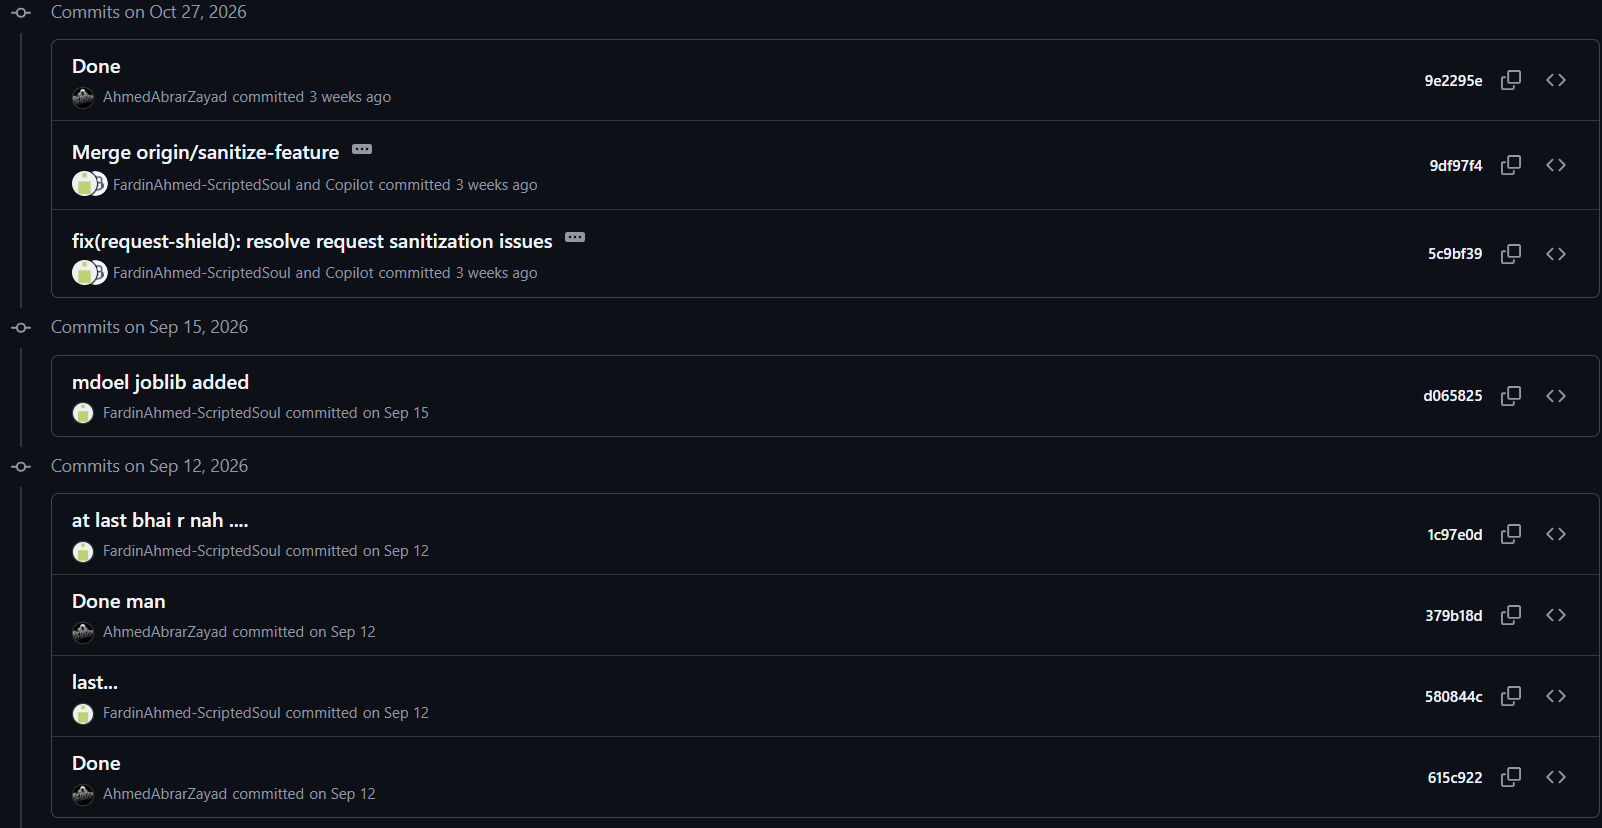 Commits on Oct 27, 2026
Done
AhmedAbrarZayad committed 3 weeks ago
9e2295e
Merge origin/sanitize-feature
FardinAhmed-ScriptedSoul and Copilot committed 3 weeks ago
9df97f4
fix(request-shield): resolve request sanitization issues
FardinAhmed-ScriptedSoul and Copilot committed 3 weeks ago
5c9bf39
Commits on Sep 15, 2026
mdoel joblib added
FardinAhmed-ScriptedSoul committed on Sep 15
d065825
Commits on Sep 12, 2026
at last bhai r nah ....
FardinAhmed-ScriptedSoul committed on Sep 12
1c97e0d
Done man
AhmedAbrarZayad committed on Sep 12
379b18d
last...
FardinAhmed-ScriptedSoul committed on Sep 12
580844c
Done
AhmedAbrarZayad committed on Sep 12
615c922